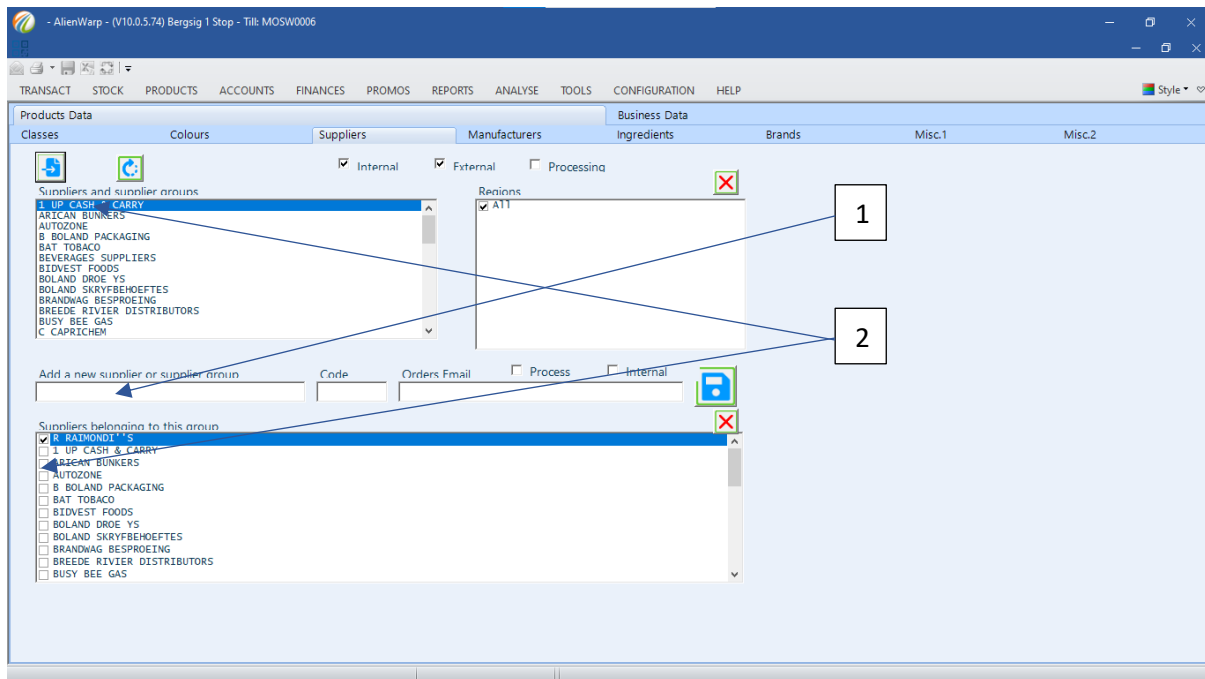 - AlienWarp - (V10.0.5.74) Bergsig 1 Stop - Till: MOSW0006
TRANSACT STOCK PRODUCTS ACCOUNTS FINANCES PROMOS REPORTS ANALYSE TOOLS CONFIGURATION HELP Style
Products Data Business Data
Classes Colours Suppliers Manufacturers Ingredients Brands Misc.1 Misc.2
Internal External Processing
Suppliers and supplier groups Regions
1 UP CASH & CARRY
ARICAN BUNKERS
AUTOZONE
B BOLAND PACKAGING
BAT TOBACO
BEVERAGES SUPPLIERS
BIDVEST FOODS
BOLAND DROE YS
BOLAND SKRYFBEHOEFTES
BRANDWAG BESPROEING
BREEDE RIVIER DISTRIBUTORS
BUSY BEE GAS
C CAPRICHEM
All
1
2
Add a new supplier or supplier group Code Orders Email Process Internal
Suppliers belonging to this group
R RAIMONDI''S
1 UP CASH & CARRY
ARICAN BUNKERS
AUTOZONE
B BOLAND PACKAGING
BAT TOBACO
BIDVEST FOODS
BOLAND DROE YS
BOLAND SKRYFBEHOEFTES
BRANDWAG BESPROEING
BREEDE RIVIER DISTRIBUTORS
BUSY BEE GAS